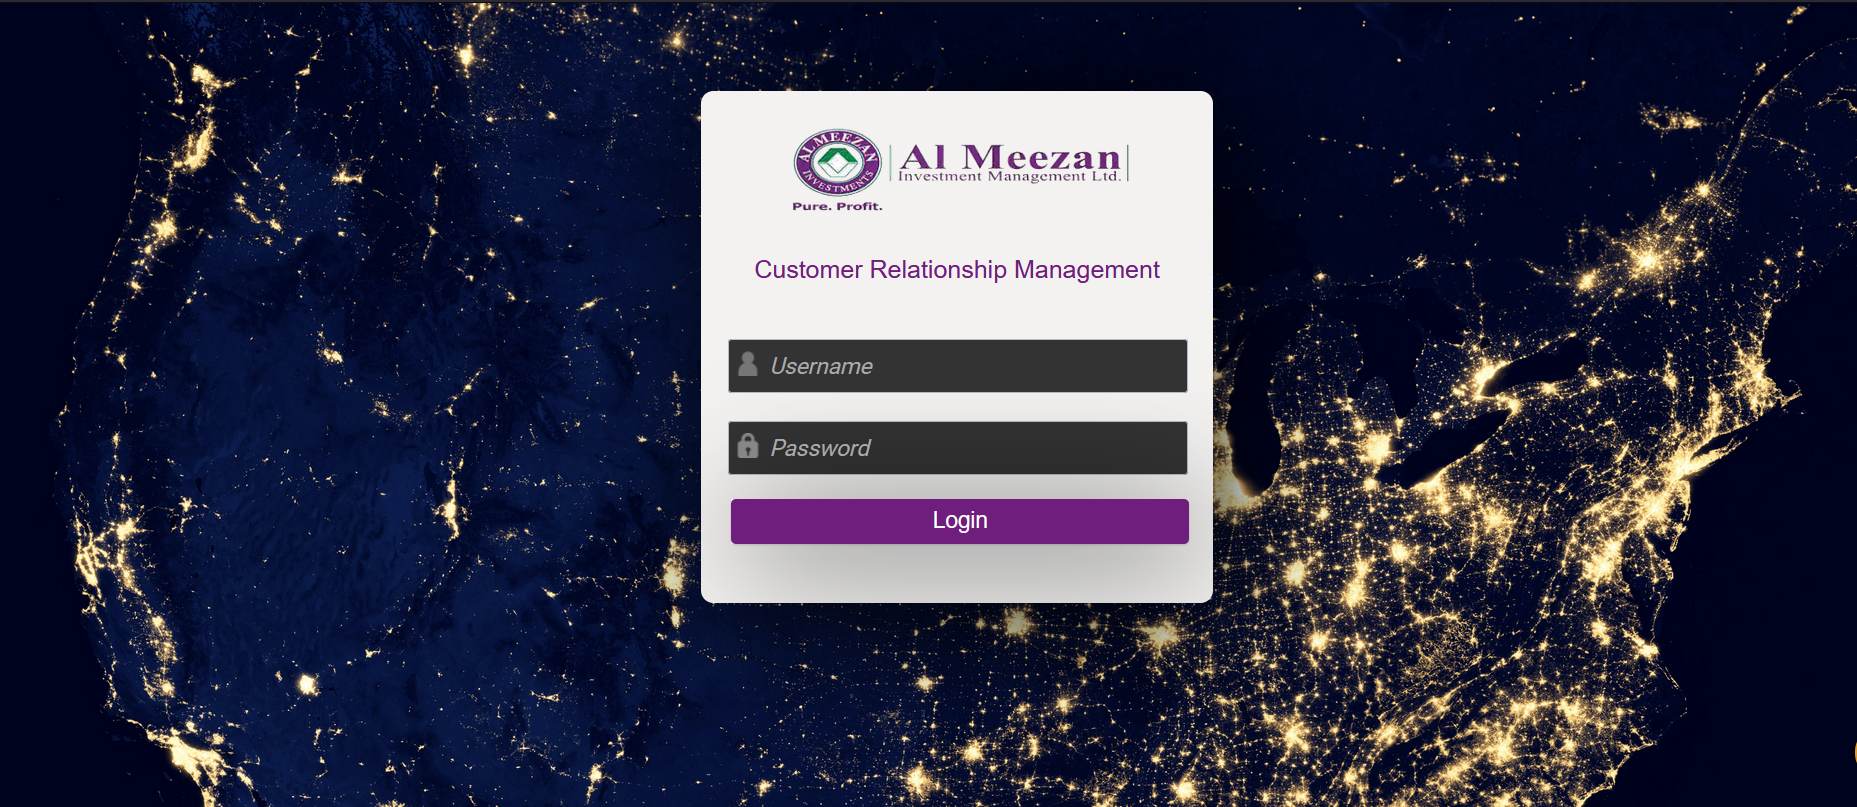 AL MEEZAN
INVESTMENTS
Pure. Profit.
Al Meezan
Investment Management Ltd.
Customer Relationship Management
Username
Password
Login